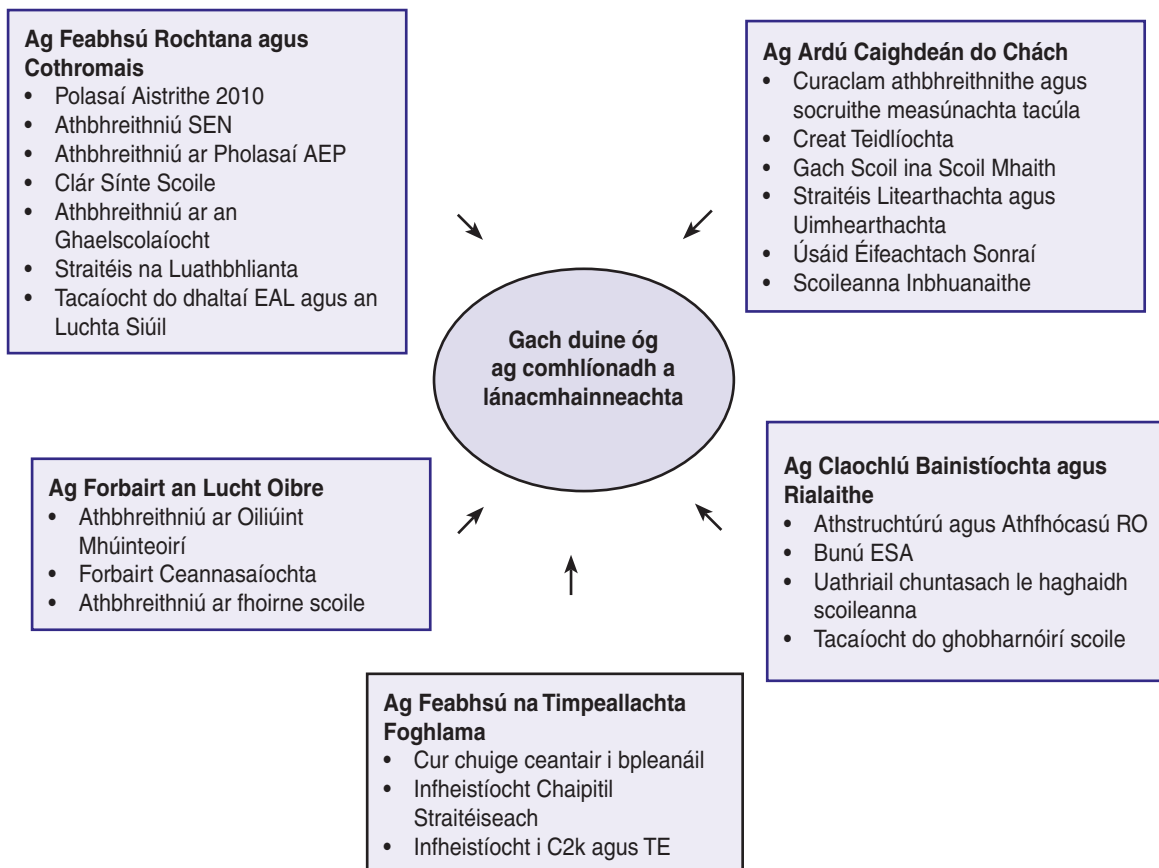 Ag Feabhsú Rochtana agus
Cothromais
• Polasaí Aistrithe 2010
• Athbhreithniú SEN
• Athbhreithniú ar Pholasaí AEP
• Clár Sínte Scoile
• Athbhreithniú ar an
Ghaelscolaíocht
• Straitéis na Luathbhlianta
• Tacaíocht do dhaltaí EAL agus an
Luchta Siúil
Ag Ardú Caighdeán do Chách
• Curaclam athbhreithnithe agus
socruithe measúnachta tacúla
• Creat Teidlíochta
• Gach Scoil ina Scoil Mhaith
• Straitéis Litearthachta agus
Uimhearthachta
• Úsáid Éifeachtach Sonraí
• Scoileanna Inbhuanaithe
Gach duine óg
ag comhlíonadh a
lánacmhainneachta
Ag Forbairt an Lucht Oibre
• Athbhreithniú ar Oiliúint
Mhúinteoirí
• Forbairt Ceannasaíochta
• Athbhreithniú ar fhoirne scoile
Ag Claochlú Bainistíochta agus
Rialaithe
• Athstruchtúrú agus Athfhócasú RO
• Bunú ESA
• Uathriail chuntasach le haghaidh
scoileanna
• Tacaíocht do ghobharnóirí scoile
Ag Feabhsú na Timpeallachta
Foghlama
• Cur chuige ceantair i bpleanáil
• Infheistíocht Chaipitil
Straitéiseach
• Infheistíocht i C2k agus TE